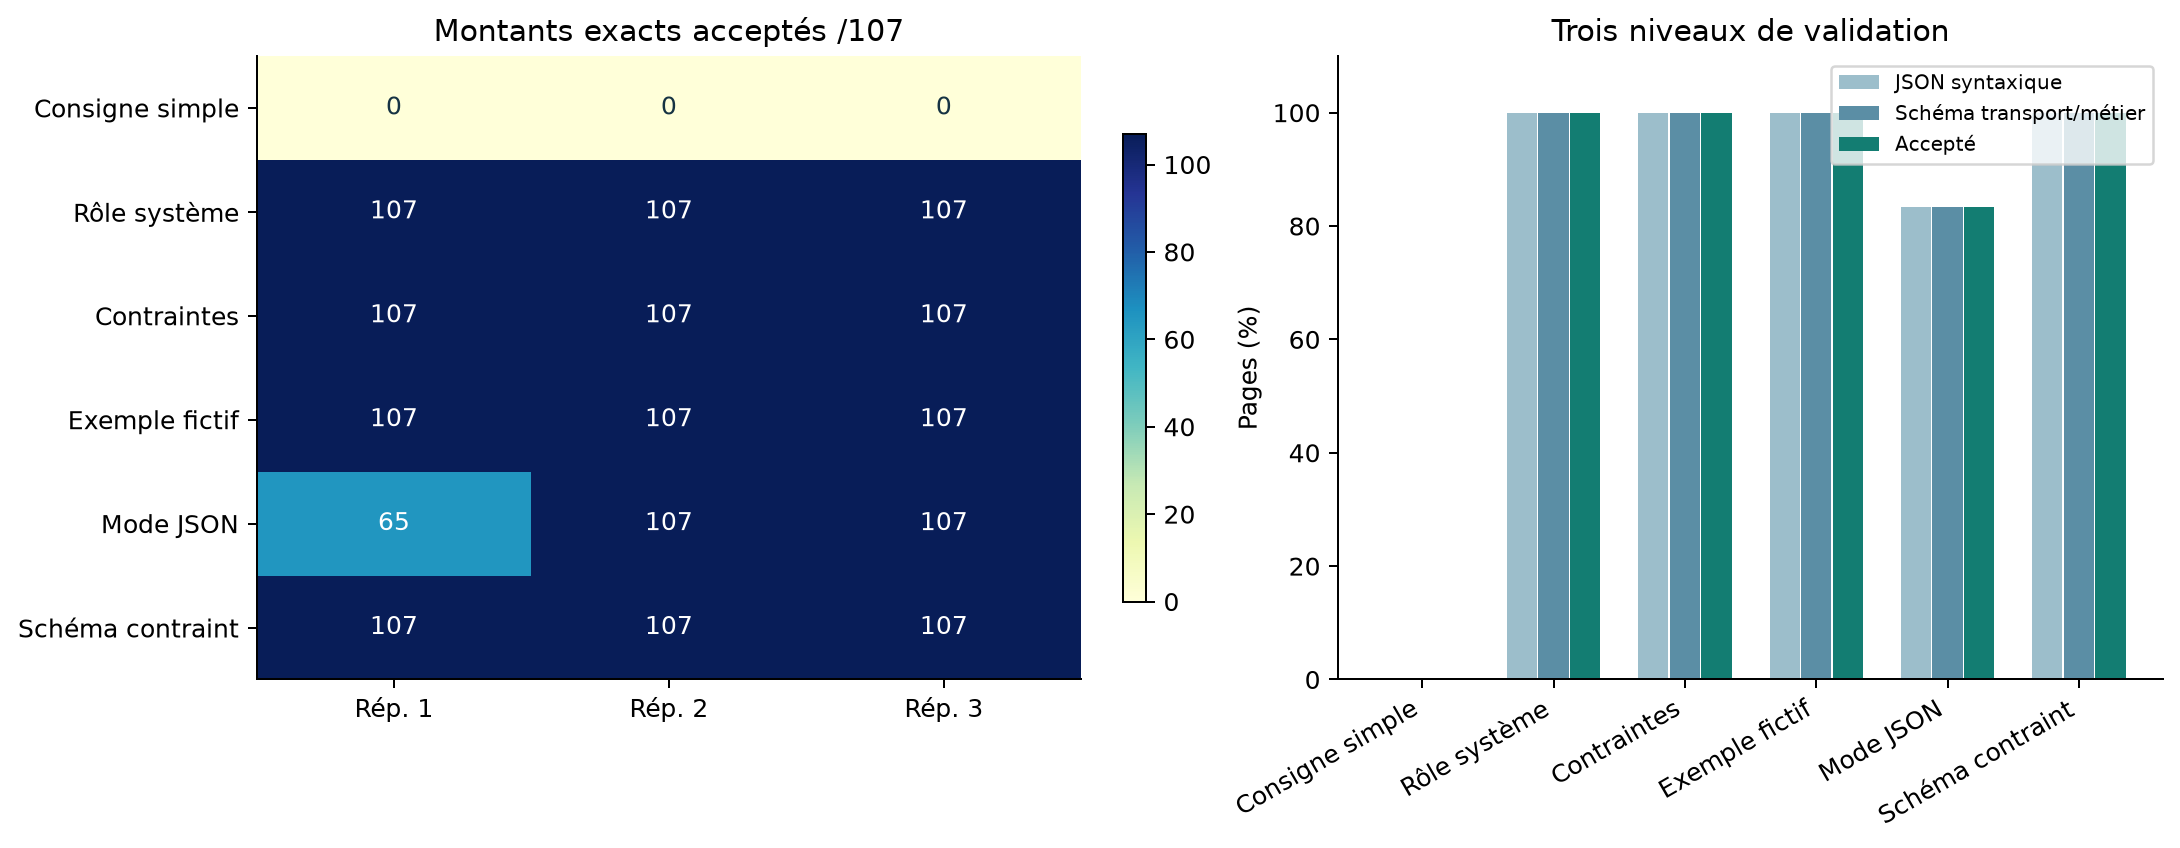 Montants exacts acceptés /107
Consigne simple
0 0 0
Rôle système
107 107 107
Contraintes
107 107 107
Exemple fictif
107 107 107
Mode JSON
65 107 107
Schéma contraint
107 107 107
Rép. 1 Rép. 2 Rép. 3
100
80
60
40
20
0
Trois niveaux de validation
JSON syntaxique
Schéma transport/métier
Accepté
Pages (%)
100
80
60
40
20
0
Consigne simple
Rôle système
Contraintes
Exemple fictif
Mode JSON
Schéma contraint